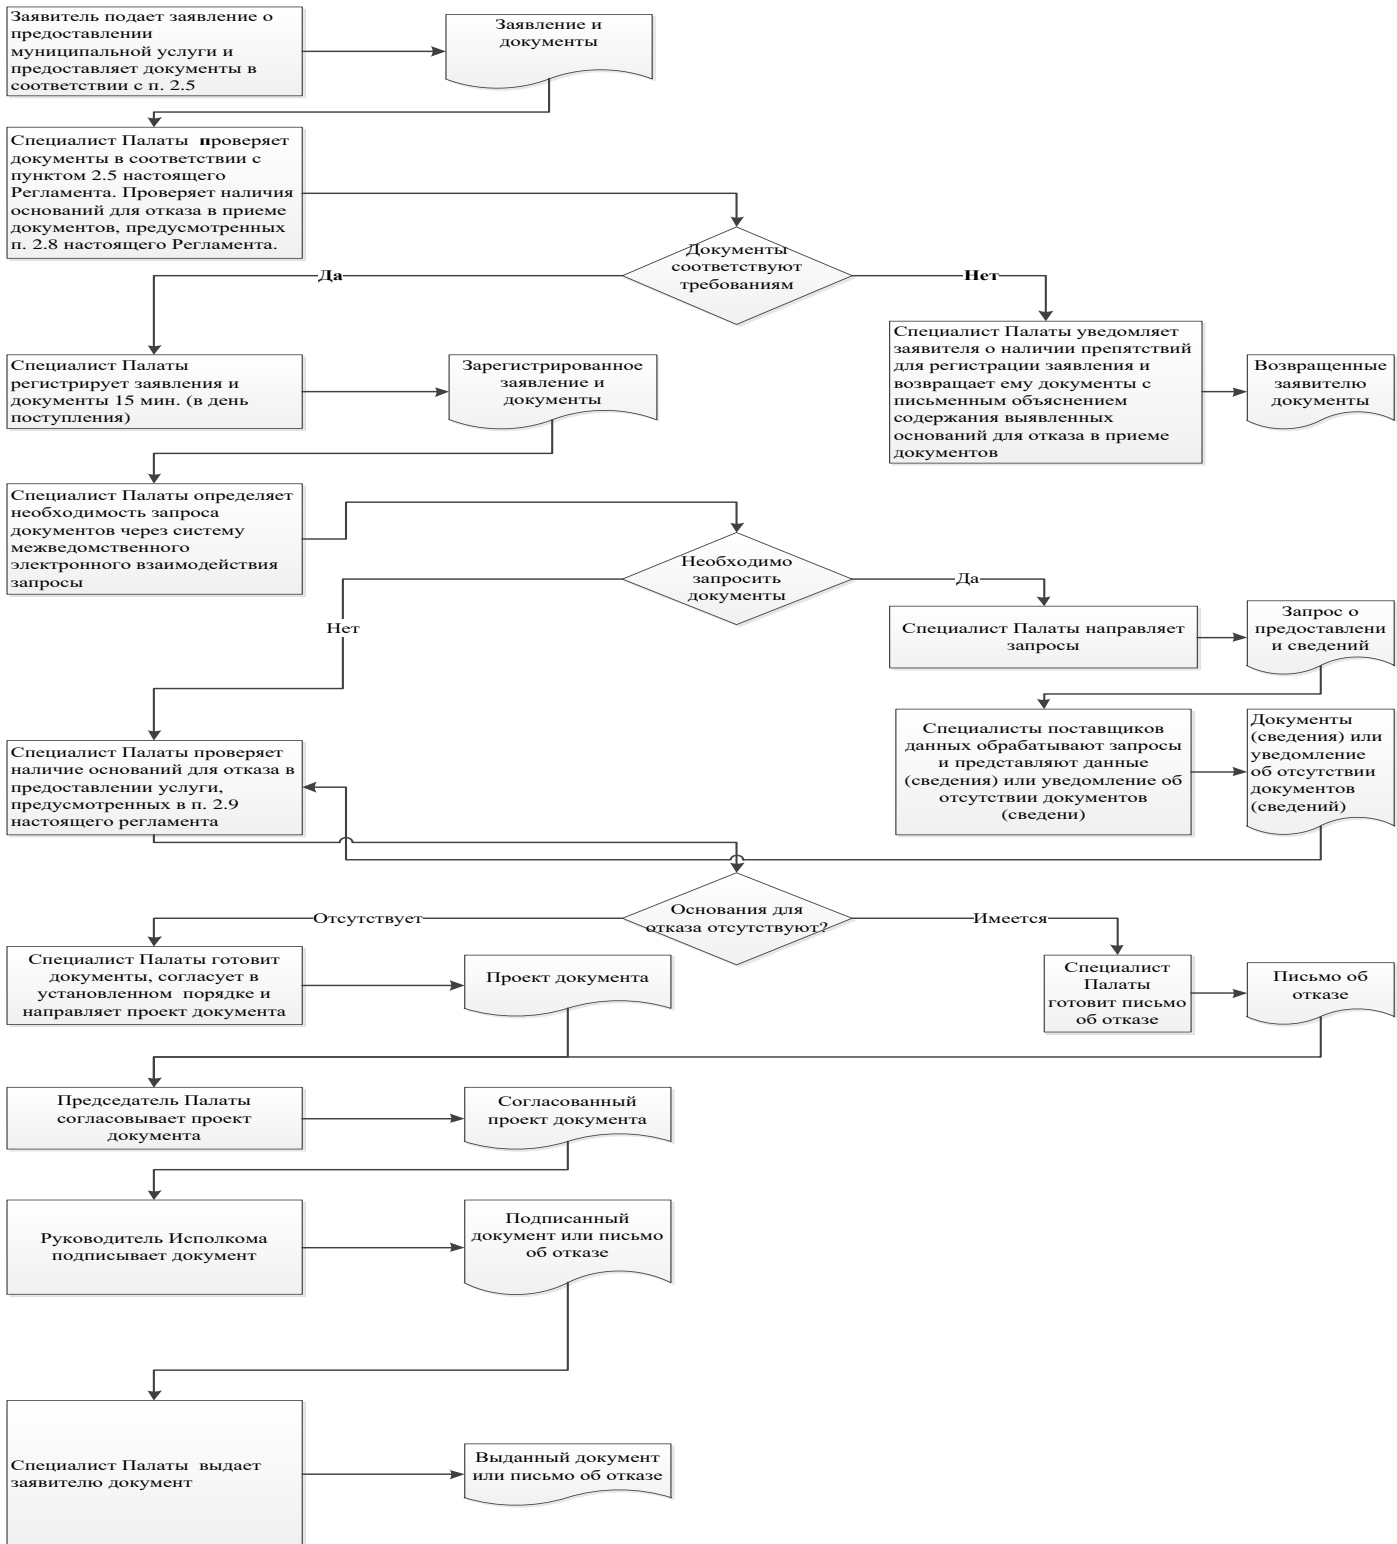 Заявитель подает заявление о
предоставлении
муниципальной услуги и
предоставляет документы в
соответствии с п. 2.5
Заявление и
документы
Специалист Палаты  проверяет
документы в соответствии с
пунктом 2.5 настоящего
Регламента. Проверяет наличия
оснований для отказа в приеме
документов, предусмотренных
п. 2.8 настоящего Регламента.
Документы
соответствуют
требованиям
Да
Нет
Специалист Палаты
регистрирует заявления и
документы 15 мин. (в день
поступления)
Зарегистрированное
заявление и
документы
Специалист Палаты уведомляет
заявителя о наличии препятствий
для регистрации заявления и
возвращает ему документы с
письменным объяснением
содержания выявленных
оснований для отказа в приеме
документов
Возвращенные
заявителю
документы
Специалист Палаты определяет
необходимость запроса
документов через систему
межведомственного
электронного взаимодействия
запросы
Необходимо
запросить
документы
Да
Нет
Специалист Палаты направляет
запросы
Запрос о
предоставлени
и сведений
Специалисты поставщиков
данных обрабатывают запросы
и представляют данные
(сведения) или уведомление об
отсутствии документов
(сведени)
Документы
(сведения) или
уведомление
об отсутствии
документов
(сведений)
Специалист Палаты проверяет
наличие оснований для отказа в
предоставлении услуги,
предусмотренных в п. 2.9
настоящего регламента
Основания для
отказа отсутствуют?
Отсутствует
Имеется
Специалист Палаты готовит
документы, согласует в
установленном  порядке и
направляет проект документа
Проект документа
Специалист
Палаты
готовит письмо
об отказе
Письмо об
отказе
Председатель Палаты
согласовывает проект
документа
Согласованный
проект документа
Руководитель Исполкома
подписывает документ
Подписанный
документ или письмо
об отказе
Специалист Палаты  выдает
заявителю документ
Выданный документ
или письмо об отказе